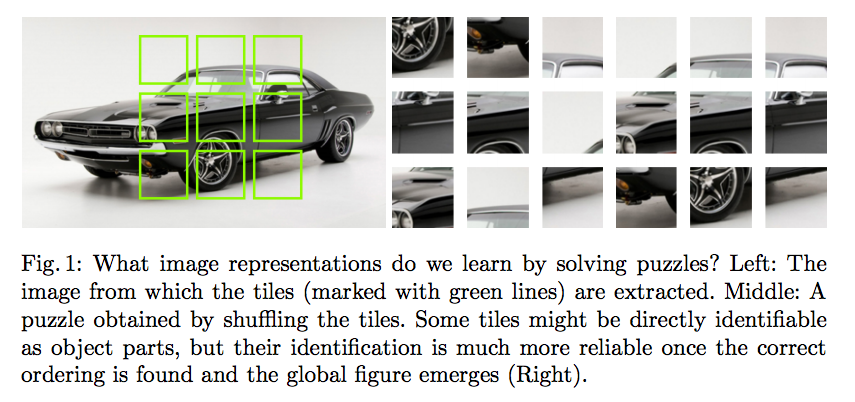 Fig. 1: What image representations do we learn by solving puzzles? Left: The
image from which the tiles (marked with green lines) are extracted. Middle: A
puzzle obtained by shuffling the tiles. Some tiles might be directly identifiable
as object parts, but their identification is much more reliable once the correct
ordering is found and the global figure emerges (Right).